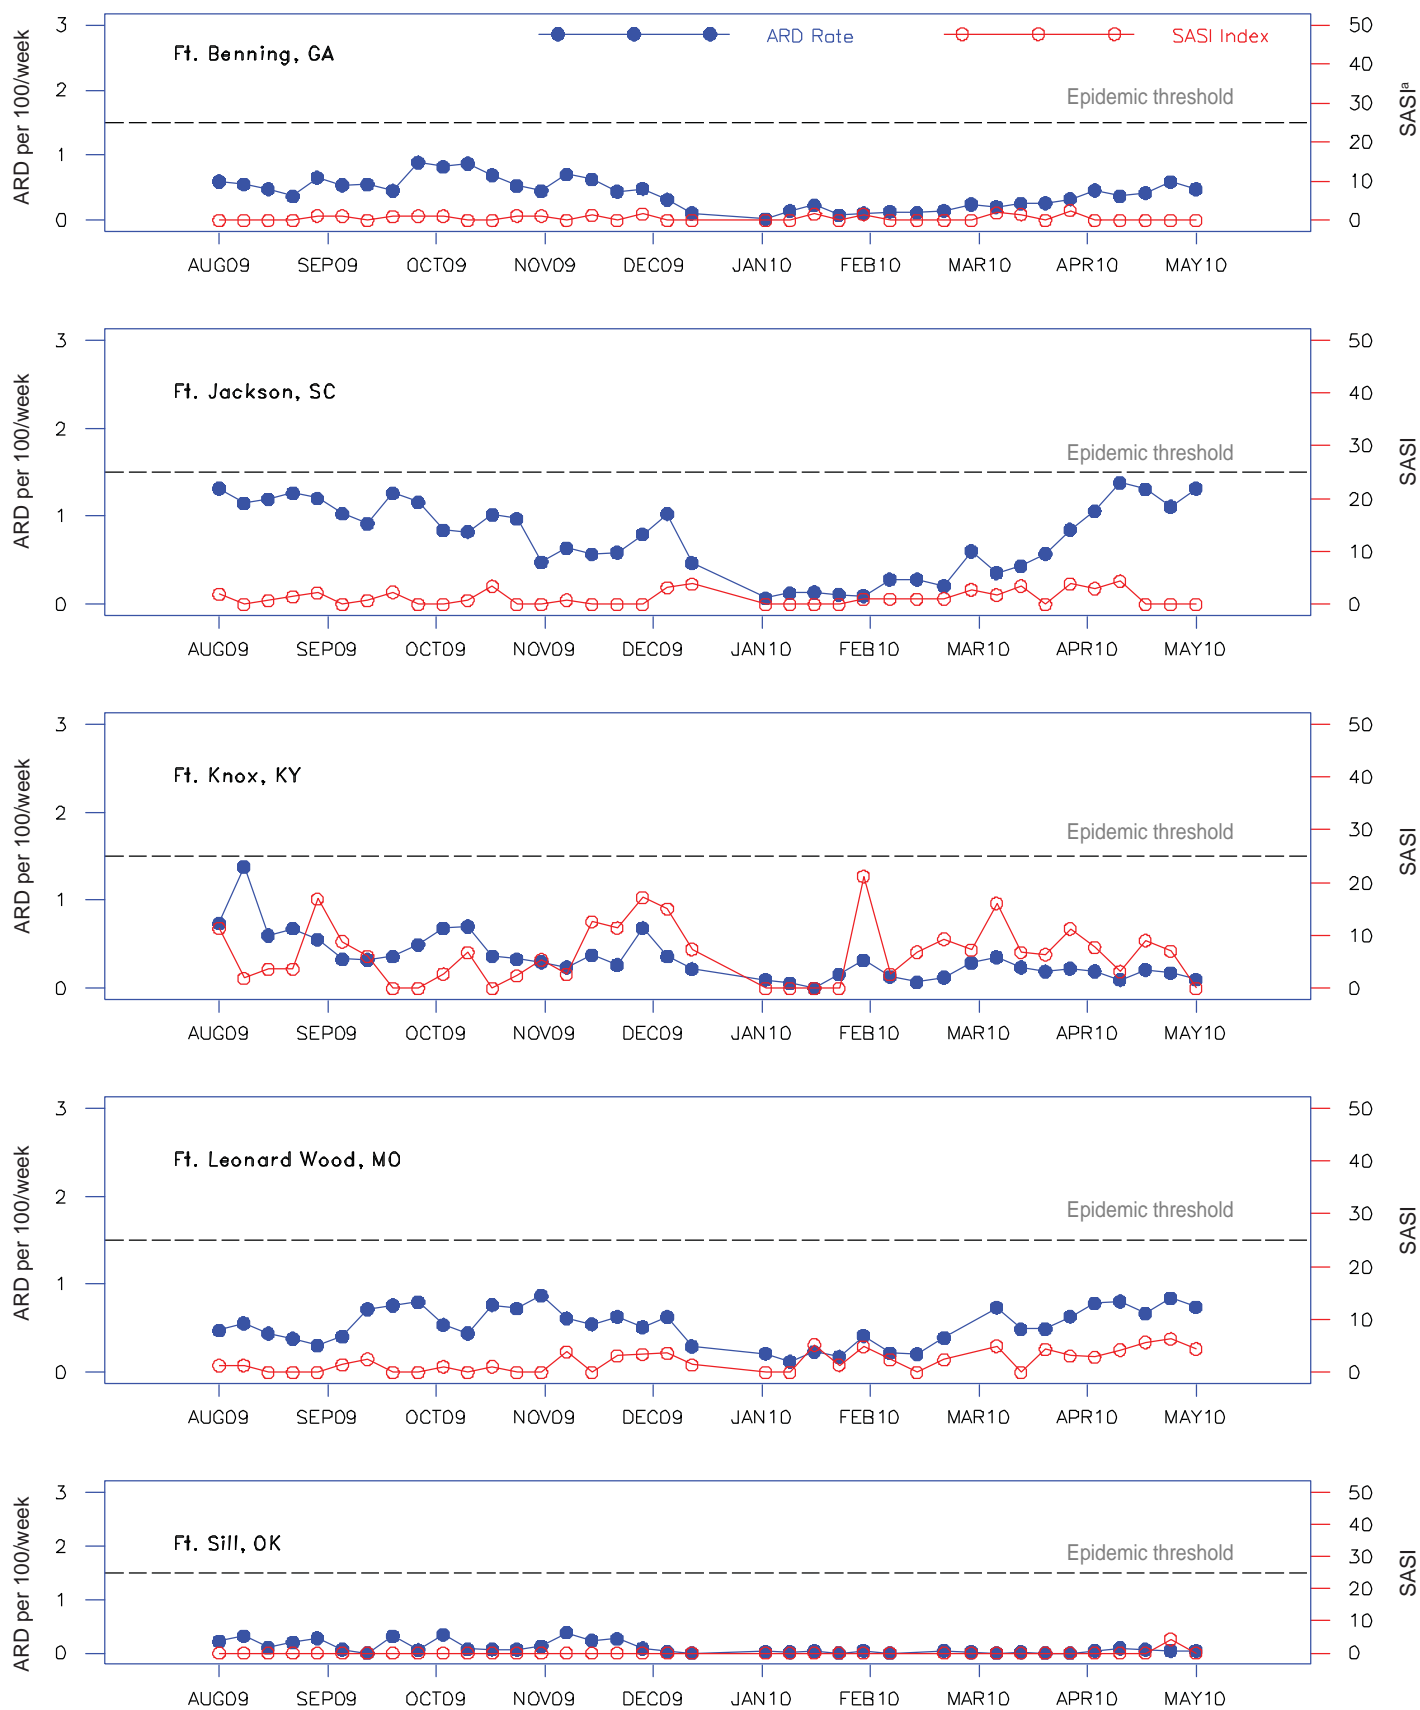 3 Ft. Benning, GA ARD Rate SASI Index 50
40
2 Epidemic threshold 30
20
1 10
0 0
ARD per 100/week
SASIª
AUG09 SEP09 OCT09 NOV09 DEC09 JAN10 FEB10 MAR10 APR10 MAY10
3 50
Ft. Jackson, SC 40
2 Epidemic threshold 30
20
1 10
0 0
ARD per 100/week
SASI
AUG09 SEP09 OCT09 NOV09 DEC09 JAN10 FEB10 MAR10 APR10 MAY10
3 50
Ft. Knox, KY 40
2 Epidemic threshold 30
20
1 10
0 0
ARD per 100/week
SASI
AUG09 SEP09 OCT09 NOV09 DEC09 JAN10 FEB10 MAR10 APR10 MAY10
3 50
Ft. Leonard Wood, MO 40
2 Epidemic threshold 30
20
1 10
0 0
ARD per 100/week
SASI
AUG09 SEP09 OCT09 NOV09 DEC09 JAN10 FEB10 MAR10 APR10 MAY10
3 50
Ft. Sill, OK 40
2 Epidemic threshold 30
20
1 10
0 0
ARD per 100/week
SASI
AUG09 SEP09 OCT09 NOV09 DEC09 JAN10 FEB10 MAR10 APR10 MAY10